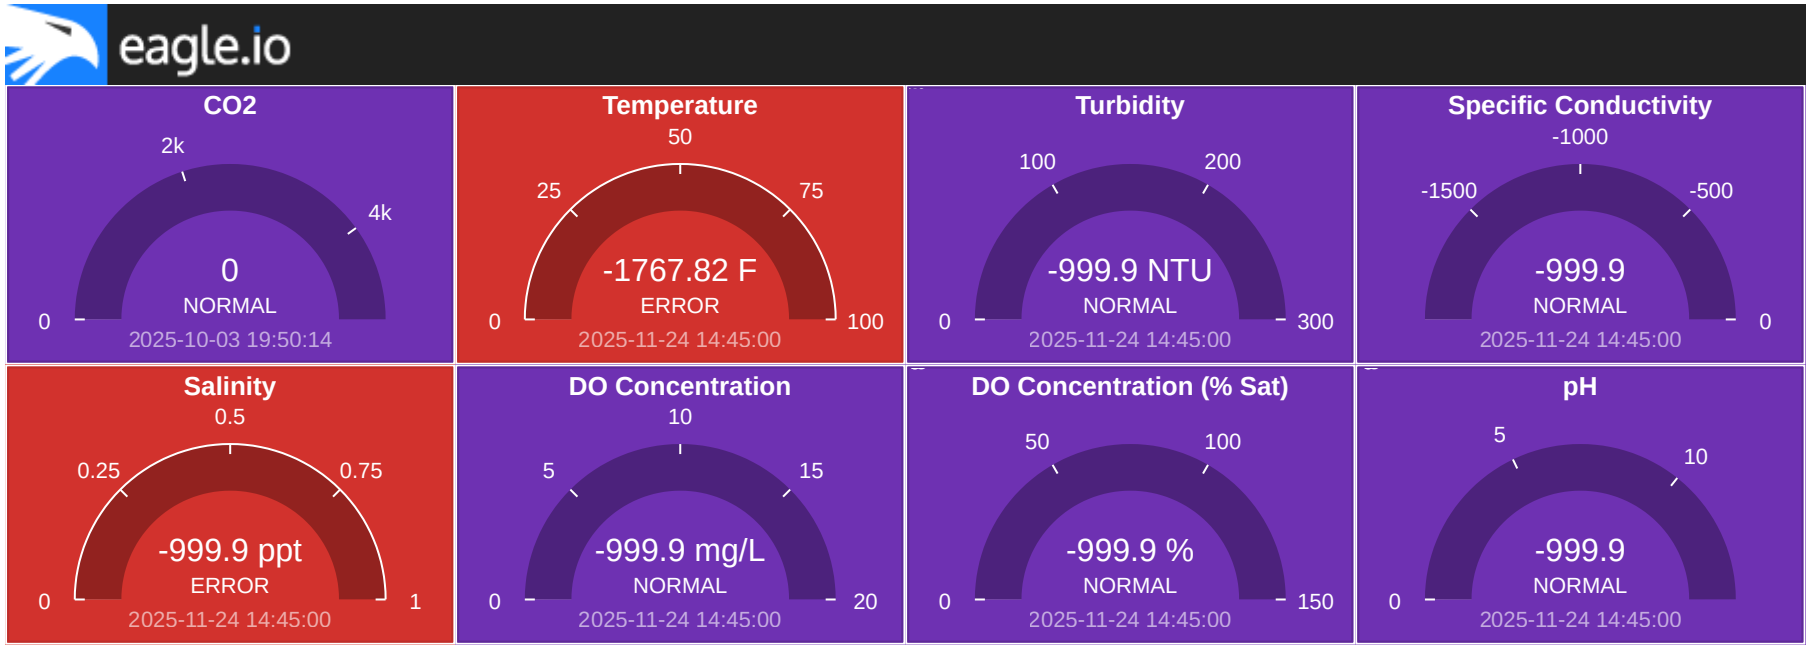 eagle.io
CO2
2k
4k
0
NORMAL
0
2025-10-03 19:50:14
Temperature
50
25
75
-1767.82 F
ERROR
0
100
2025-11-24 14:45:00
Turbidity
100
200
-999.9 NTU
NORMAL
0
300
2025-11-24 14:45:00
Specific Conductivity
-1000
-1500
-500
-999.9
NORMAL
0
2025-11-24 14:45:00
Salinity
0.5
0.25
0.75
-999.9 ppt
ERROR
0
1
2025-11-24 14:45:00
DO Concentration
10
5
15
-999.9 mg/L
NORMAL
0
20
2025-11-24 14:45:00
DO Concentration (% Sat)
50
100
-999.9 %
NORMAL
0
150
2025-11-24 14:45:00
pH
5
10
-999.9
NORMAL
0
2025-11-24 14:45:00